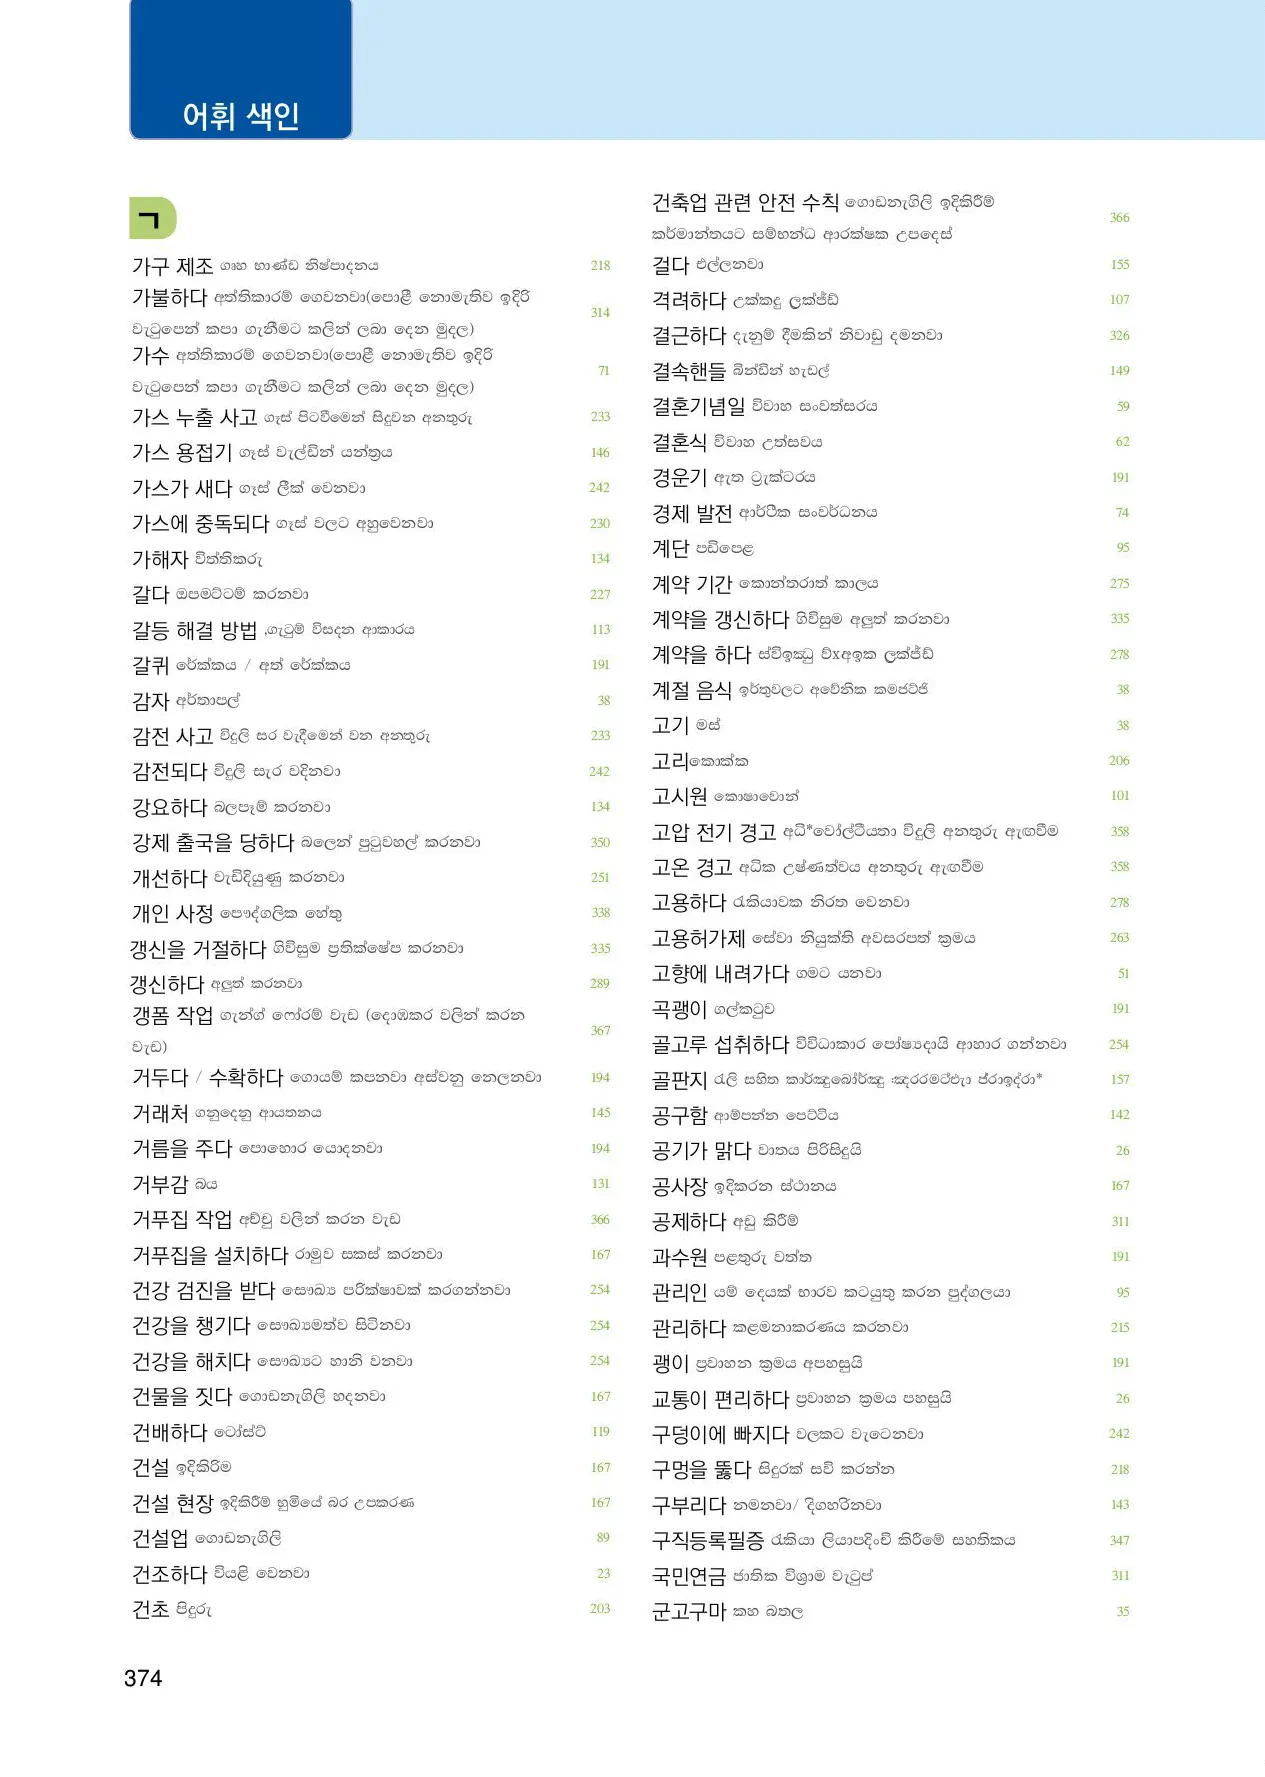 어휘 색인
ㄱ
가구 제조 ගෘහ භාණ්ඩ නිෂ්පාදනය 218
가불하다 අත්තිකාරම් ගෙවනවා(පොළී නොමැතිව ඉදිරි
වැටුපෙන් කපා ගැනීමට කලින් ලබා දෙන මුදල) 314
가수 අත්තිකාරම් ගෙවනවා(පොළී නොමැතිව ඉදිරි
වැටුපෙන් කපා ගැනීමට කලින් ලබා දෙන මුදල) 71
가스 누출 사고 ගෑස් පිටවීමෙන් සිදුවන අනතුරු 233
가스 용접기 ගෑස් වැල්ඩින් යන්ත්‍රය 146
가스가 새다 ගෑස් ලීක් වෙනවා 242
가스에 중독되다 ගෑස් වලට අහුවෙනවා 230
가해자 විත්තිකරු 134
갈다 ඔපමට්ටම් කරනවා 227
갈등 해결 방법 ,ගැටුම් විසදන ආකාරය 113
갈퀴 රේක්කය / අත් රේක්කය 191
감자 අර්තාපල් 38
감전 사고 විදුලි සර වැදීමෙන් වන අනතුරු 233
감전되다 විදුලි සැර වදිනවා 242
강요하다 බලපෑම් කරනවා 134
강제 출국을 당하다 බලෙන් පුටුවහල් කරනවා 350
개선하다 වැඩිදියුණු කරනවා 251
개인 사정 පෞද්ගලික හේතු 338
갱신을 거절하다 ගිවිසුම ප්‍රතික්ෂේප කරනවා 335
갱신하다 අලුත් කරනවා 289
갱폼 작업 ගැන්ග් ෆෝරම් වැඩ (දොඹකර වලින් කරන
වැඩ) 367
거두다 / 수확하다 ගොයම් කපනවා අස්වනු නෙලනවා 194
거래처 ගනුදෙනු ආයතනය 145
거름을 주다 පොහොර යොදනවා 194
거부감 බය 131
거푸집 작업 අච්චු වලින් කරන වැඩ 366
거푸집을 설치하다 රාමුව සකස් කරනවා 167
건강 검진을 받다 සෞඛ්‍ය පරික්ෂාවක් කරගන්නවා 254
건강을 챙기다 සෞඛ්‍යමත්ව සිටිනවා 254
건강을 해치다 සෞඛ්‍යට හානි වනවා 254
건물을 짓다 ගොඩනැගිලි හදනවා 167
건배하다 ටෝස්ට් 119
건설 ඉදිකිරිම 167
건설 현장 ඉදිකිරීම් භූමියේ බර උපකරණ 167
건설업 ගොඩනැගිලි 89
건조하다 වියළි වෙනවා 23
건초 පිදුරු 203
건축업 관련 안전 수칙 ගොඩනැගිලි ඉදිකිරීම්
කර්මාන්තයට සම්භන්ධ ආරක්ෂක උපදෙස් 366
걸다 එල්ලනවා 155
격려하다 උක්කදූ ලක්ප්ඩ් 107
결근하다 දැනුම් දීමකින් නිවාඩු දමනවා 326
결속핸들 බින්ඩින් හැඩල් 149
결혼기념일 විවාහ සංවත්සරය 59
결혼식 විවාහ උත්සවය 62
경운기 ඇත ට්‍රැක්ටරය 191
경제 발전 ආර්ථික සංවර්ධනය 74
계단 පඩිපෙළ 95
계약 기간 කොන්තරාත් කාලය 275
계약을 갱신하다 ගිවිසුම අලුත් කරනවා 335
계약을 하다 278
계절 음식 ඉර්තුවලට අවේනික කමජට්ජි 38
고기 මස් 38
고리කොක්ක 206
고시원 කොෂාවොන් 101
고압 전기 경고 අධි*වෝල්ටීයතා විදුලි අනතුරු ඇඟවීම 358
고온 경고 අධික උෂ්ණත්වය අනතුරු ඇඟවීම 358
고용하다 රැකියාවක නිරත වෙනවා 278
고용허가제 සේවා නියුක්ති අවසරපත් ක්‍රමය 263
고향에 내려가다 ගමට යනවා 51
곡괭이 ගල්කටුව 191
골고루 섭취하다 විවිධාකාර පෝෂ්‍යදායි ආහාර ගන්නවා 254
골판지 රැලි සහිත 157
공구함 ආම්පන්න පෙට්ටිය 142
공기가 맑다 වාතය පිරිසිදුයි 26
공사장 ඉදිකරන ස්ථානය 167
공제하다 අඩු කිරීම් 311
과수원 පළතුරු වත්ත 191
관리인 යම් දෙයක් භාරව කටයුතු කරන පුද්ගලයා 95
관리하다 කළමනාකරණය කරනවා 215
괭이 ප්‍රවාහන ක්‍රමය අපහසුයි 191
교통이 편리하다 ප්‍රවාහන ක්‍රමය පහසුයි 26
구덩이에 빠지다 වලකට වැටෙනවා 242
구멍을 뚫다 සිදුරක් සවි කරන්න 218
구부리다 නමනවා/ දිගහරිනවා 143
구직등록필증 රැකියා ලියාපදිංචි කිරීමේ සහතිකය 347
국민연금 ජාතික විශ්‍රාම වැටුප් 311
군고구마 කහ බතල 35
374